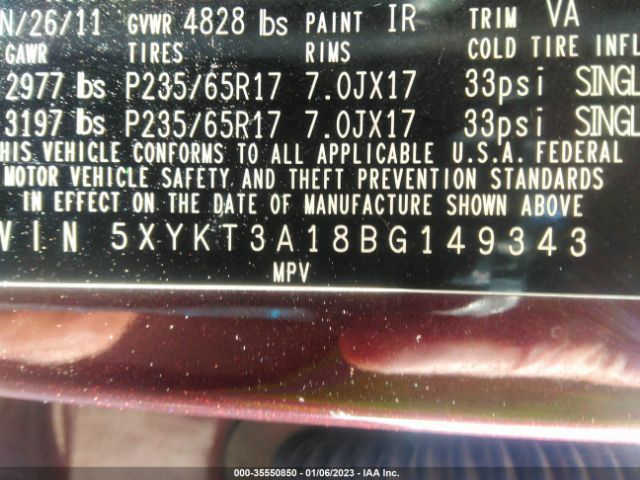 N/26/11 GVWR 4828 lbs PAINT IR TRIM VA
GAWR TIRES RIMS COLD TIRE INFL
2977 lbs P235/65R17 7.0JX17 33psi SINGL
3197 lbs P235/65R17 7.0JX17 33psi SINGL
HIS VEHICLE CONFORMS TO ALL APPLICABLE U.S.A. FEDERAL
MOTOR VEHICLE SAFETY AND THEFT PREVENTION STANDARDS
IN EFFECT ON THE DATE OF MANUFACTURE SHOWN ABOVE
VIN 5XYKT3A18BG149343
MPV
000-35550850 | 01/06/2023 - IAA Inc.